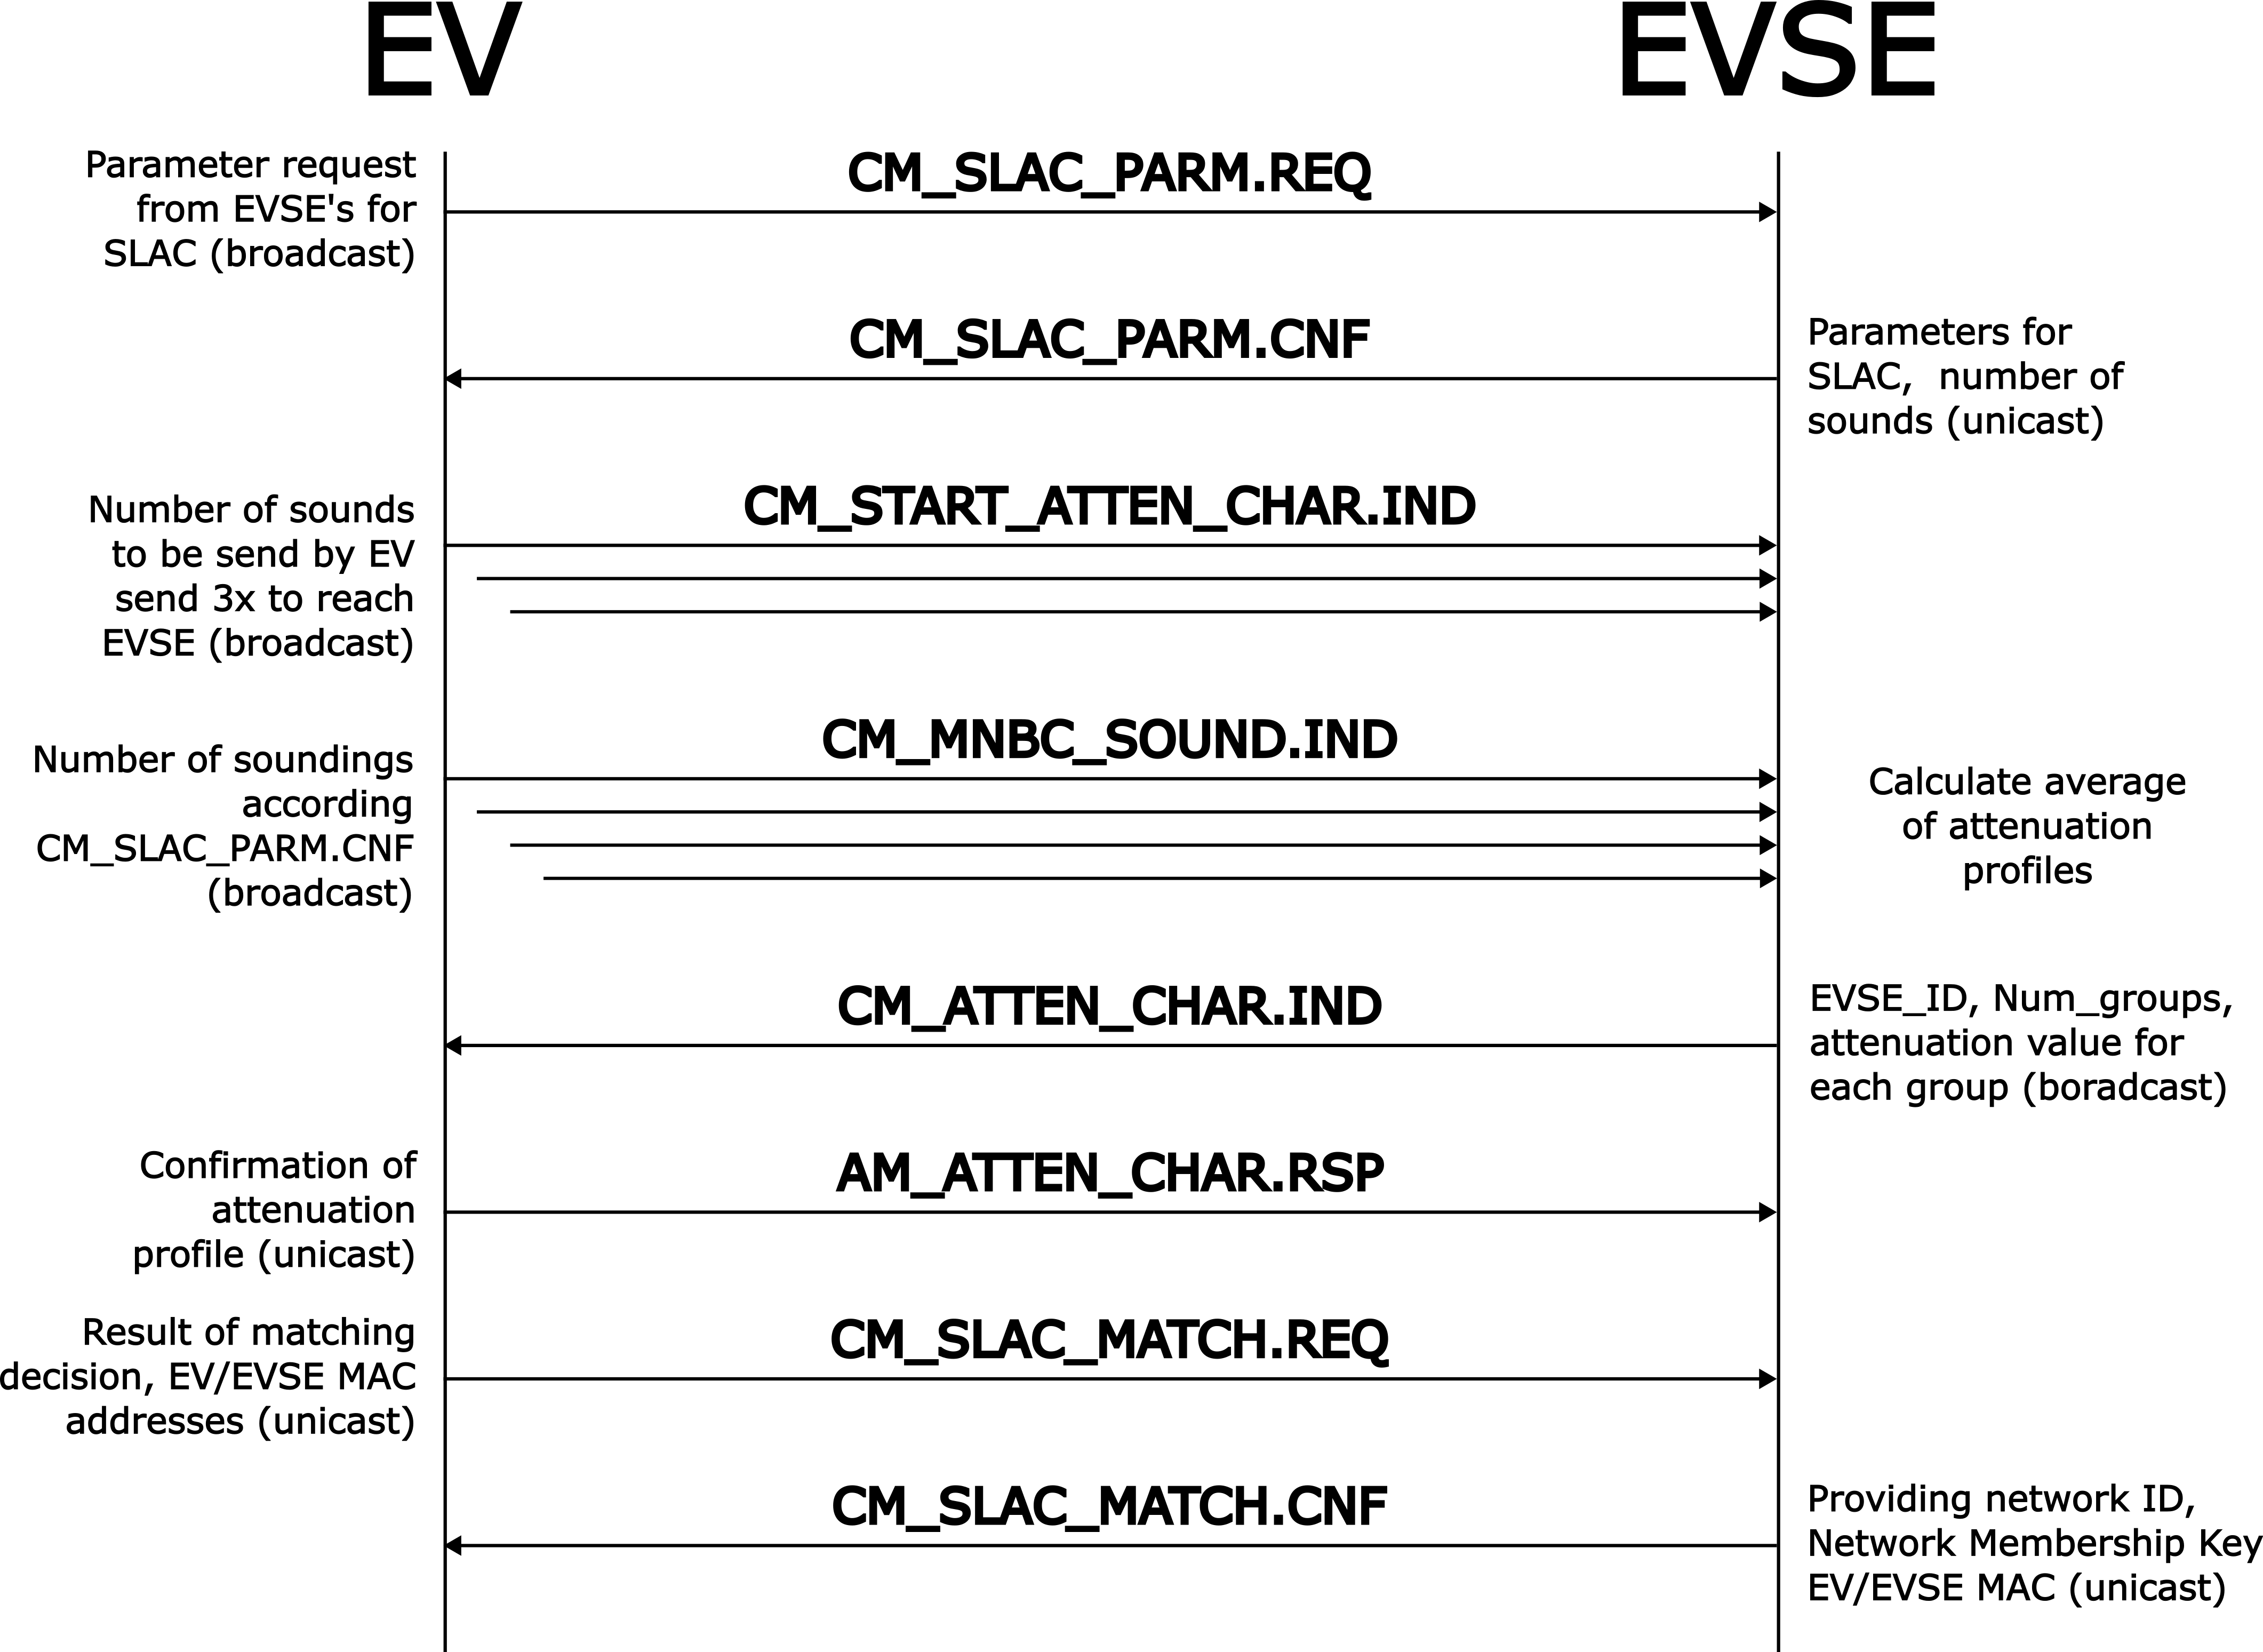 EV
EVSE
Parameter request
from EVSE's for
SLAC (broadcast)
CM_SLAC_PARM.REQ
CM_SLAC_PARM.CNF
Parameters for
SLAC,  number of
sounds (unicast)
Number of sounds
to be send by EV
send 3x to reach
EVSE (broadcast)
CM_START_ATTEN_CHAR.IND
Number of soundings
according
CM_SLAC_PARM.CNF
(broadcast)
CM_MNBC_SOUND.IND
Calculate average
of attenuation
profiles
CM_ATTEN_CHAR.IND
EVSE_ID, Num_groups,
attenuation value for
each group (boradcast)
Confirmation of
attenuation
profile (unicast)
AM_ATTEN_CHAR.RSP
Result of matching
decision, EV/EVSE MAC
addresses (unicast)
CM_SLAC_MATCH.REQ
CM_SLAC_MATCH.CNF
Providing network ID,
Network Membership Key
EV/EVSE MAC (unicast)